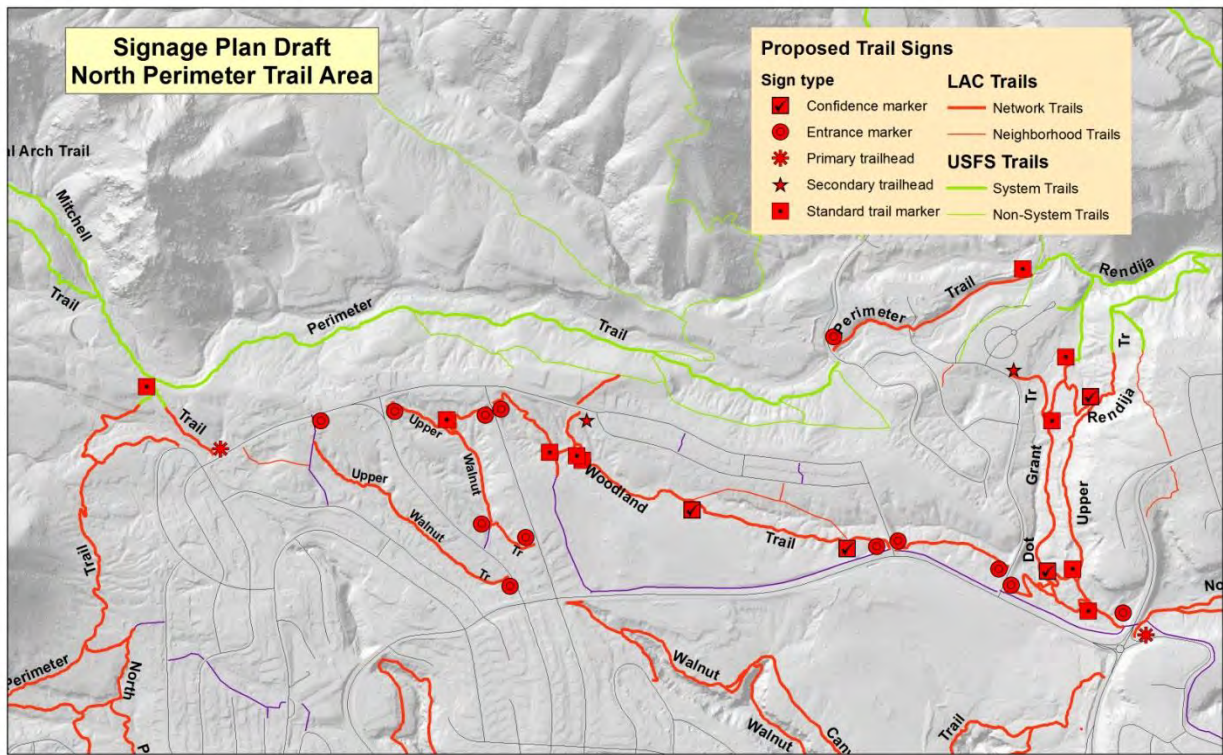 Signage Plan Draft
North Perimeter Trail Area
Proposed Trail Signs
Sign type
Confidence marker
Entrance marker
Primary trailhead
Secondary trailhead
Standard trail marker
LAC Trails
Network Trails
Neighborhood Trails
USFS Trails
System Trails
Non-System Trails
al Arch Trail
Mitchell
Trail
Perimeter
Trail
Perimeter
Trail
Rendija
Tr
Trail
Upper
Walnut
Tr
Upper
Walnut
Tr
Woodland
Trail
Tr
Grant
Dot
Rendija
Upper
Trail
Perimeter
North
P
Walnut
Walnut
Cany
Trail
No